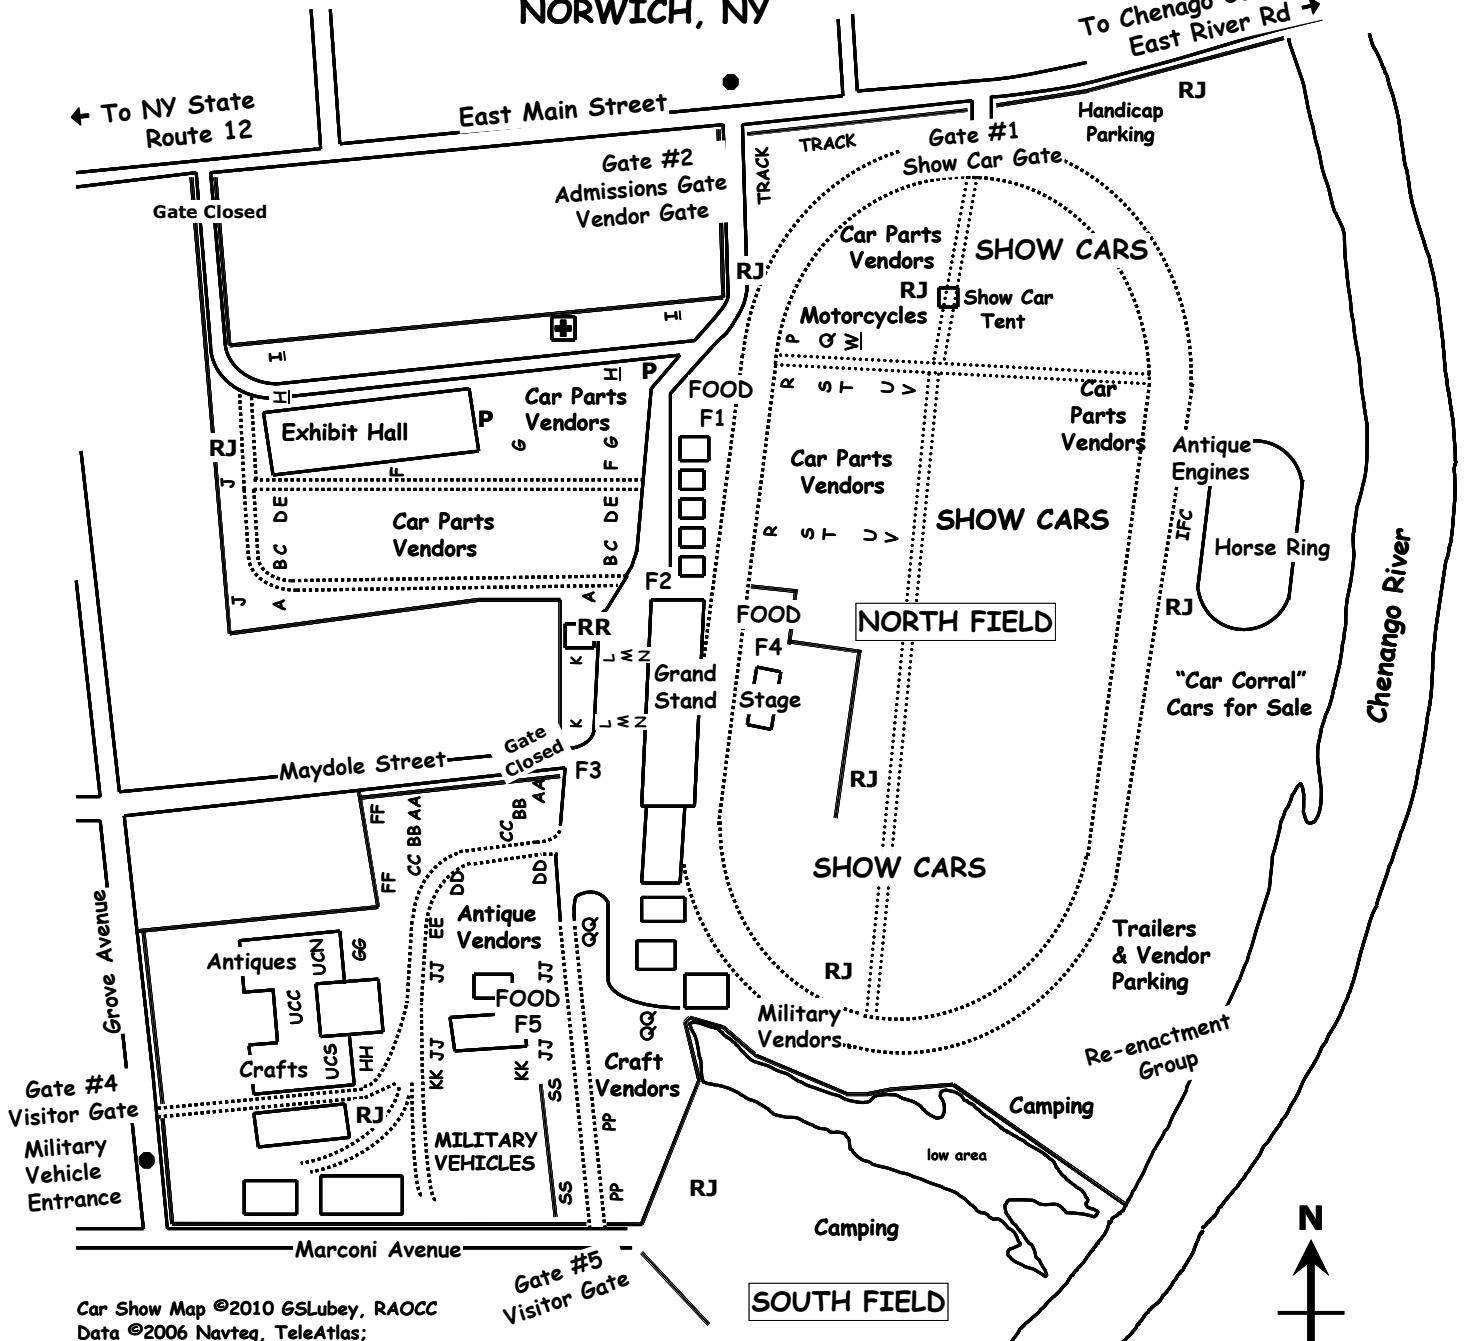 NORWICH, NY
To Chenago
East River Rd →
← To NY State
Route 12
East Main Street
RJ
Handicap
Parking
Gate #1
Show Car Gate
TRACK
TRACK
Gate #2
Admissions Gate
Vendor Gate
Gate Closed
Car Parts
Vendors
SHOW CARS
RJ
RJ
Show Car
Tent
Motorcycles
I
I
P Q W
H
H
P
R S T U V
FOOD
F1
Car Parts
Vendors
Car
Parts
Vendors
Exhibit Hall
P
RJ
G
F
F G
J
Car Parts
Vendors
Antique
Engines
D E
D E
B C
B C
Car Parts
Vendors
SHOW CARS
R S T U V
IFC
Horse Ring
Chenango River
F2
J
A
A
RJ
FOOD
F4
NORTH FIELD
RR
K L M N
Grand
Stand
Stage
"Car Corral"
Cars for Sale
K L M N
Gate
Closed
Maydole Street
F3
RJ
FF
CC BB AA
CC
BB
AA
SHOW CARS
FF
DD
DD
Grove Avenue
EE
Antique
Vendors
QQ
Trailers
& Vendor
Parking
Antiques
UCN
GG
JJ
JJ
RJ
FOOD
F5
UCC
QQ
Military
Vendors
Re-enactment
Group
Crafts
UCS
HH
KK JJ
KK
JJ
Craft
Vendors
SS
Gate #4
Visitor Gate
RJ
PP
Camping
Military
Vehicle
Entrance
MILITARY
VEHICLES
low area
SS
PP
RJ
Camping
N
Marconi Avenue
Gate #5
Visitor Gate
SOUTH FIELD
Car Show Map ©2010 GSLubey, RAOCC
Data ©2006 Navteq, TeleAtlas;